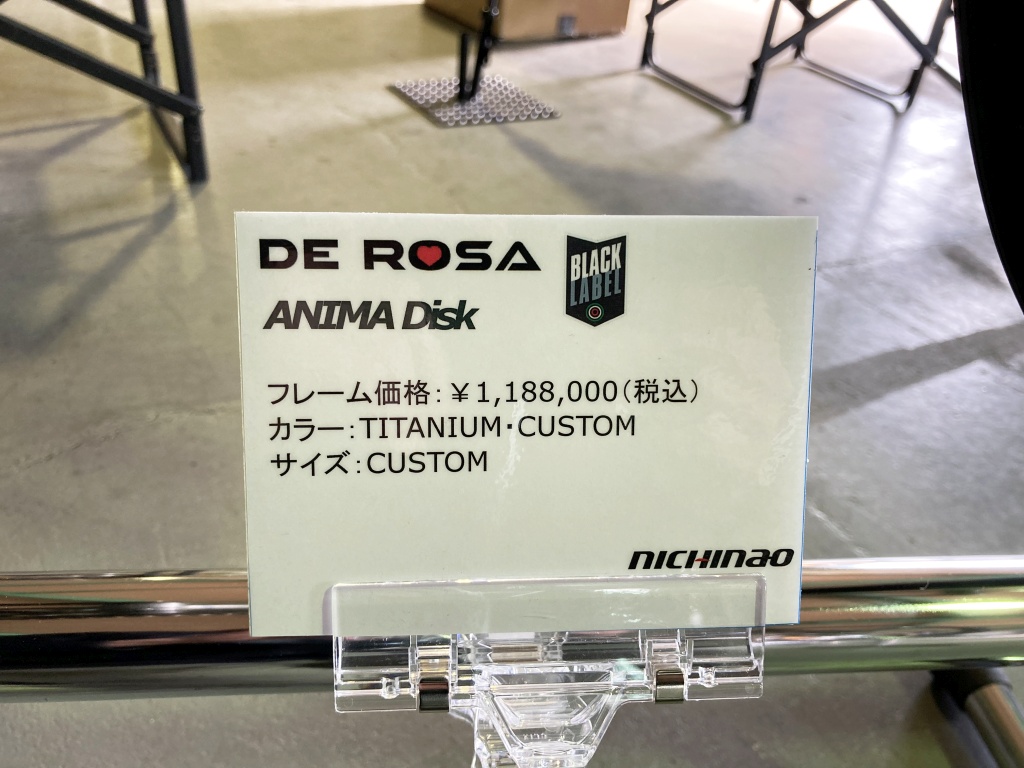 DE ROSA
BLACK
LABEL
ANIMA Disk
フレーム価格：￥1,188,000（税込）
カラー：TITANIUM・CUSTOM
サイズ：CUSTOM
NICHINAO